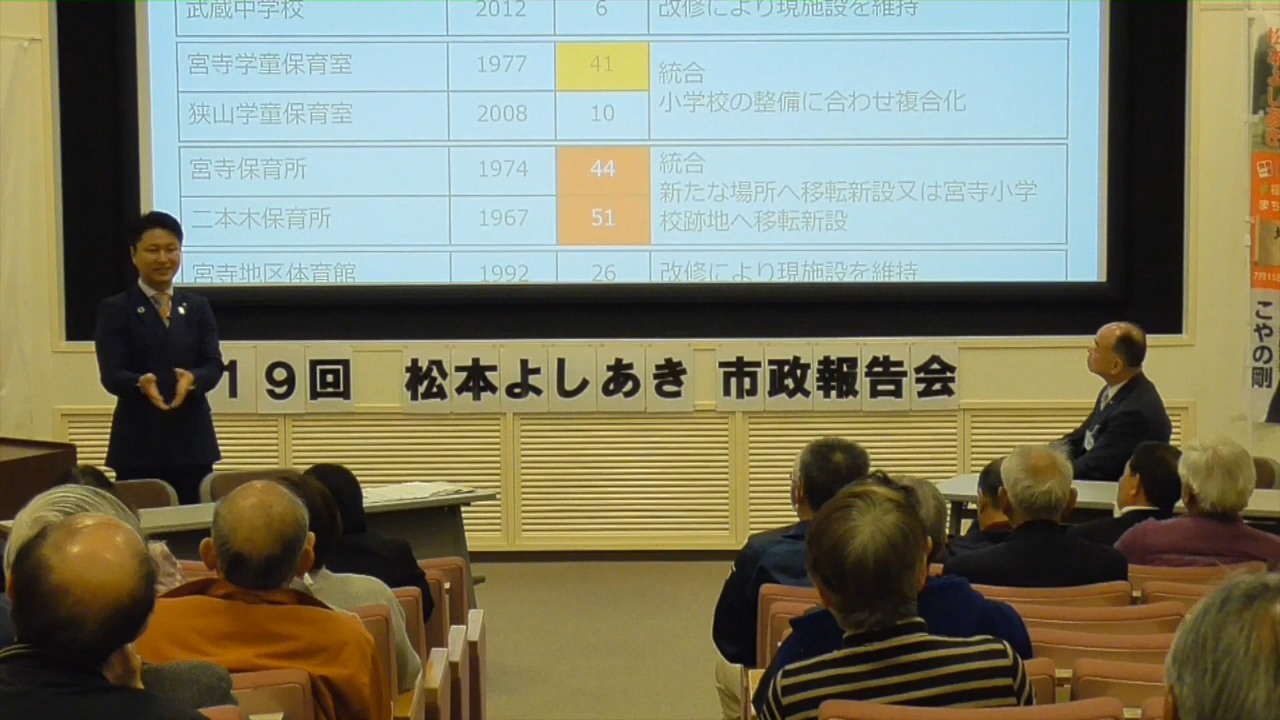 武蔵中学校 2012 6 改修により現施設を維持
宮寺学童保育室 1977 41 統合
小学校の整備に合わせ複合化
狭山学童保育室 2008 10
宮寺保育所 1974 44 統合
新たな場所へ移転新設又は宮寺小学
校跡地へ移転新設
二本木保育所 1967 51
宮寺地区体育館 1992 26 改修により現施設を維持
19回 松本よしあき 市政報告会
こやの剛